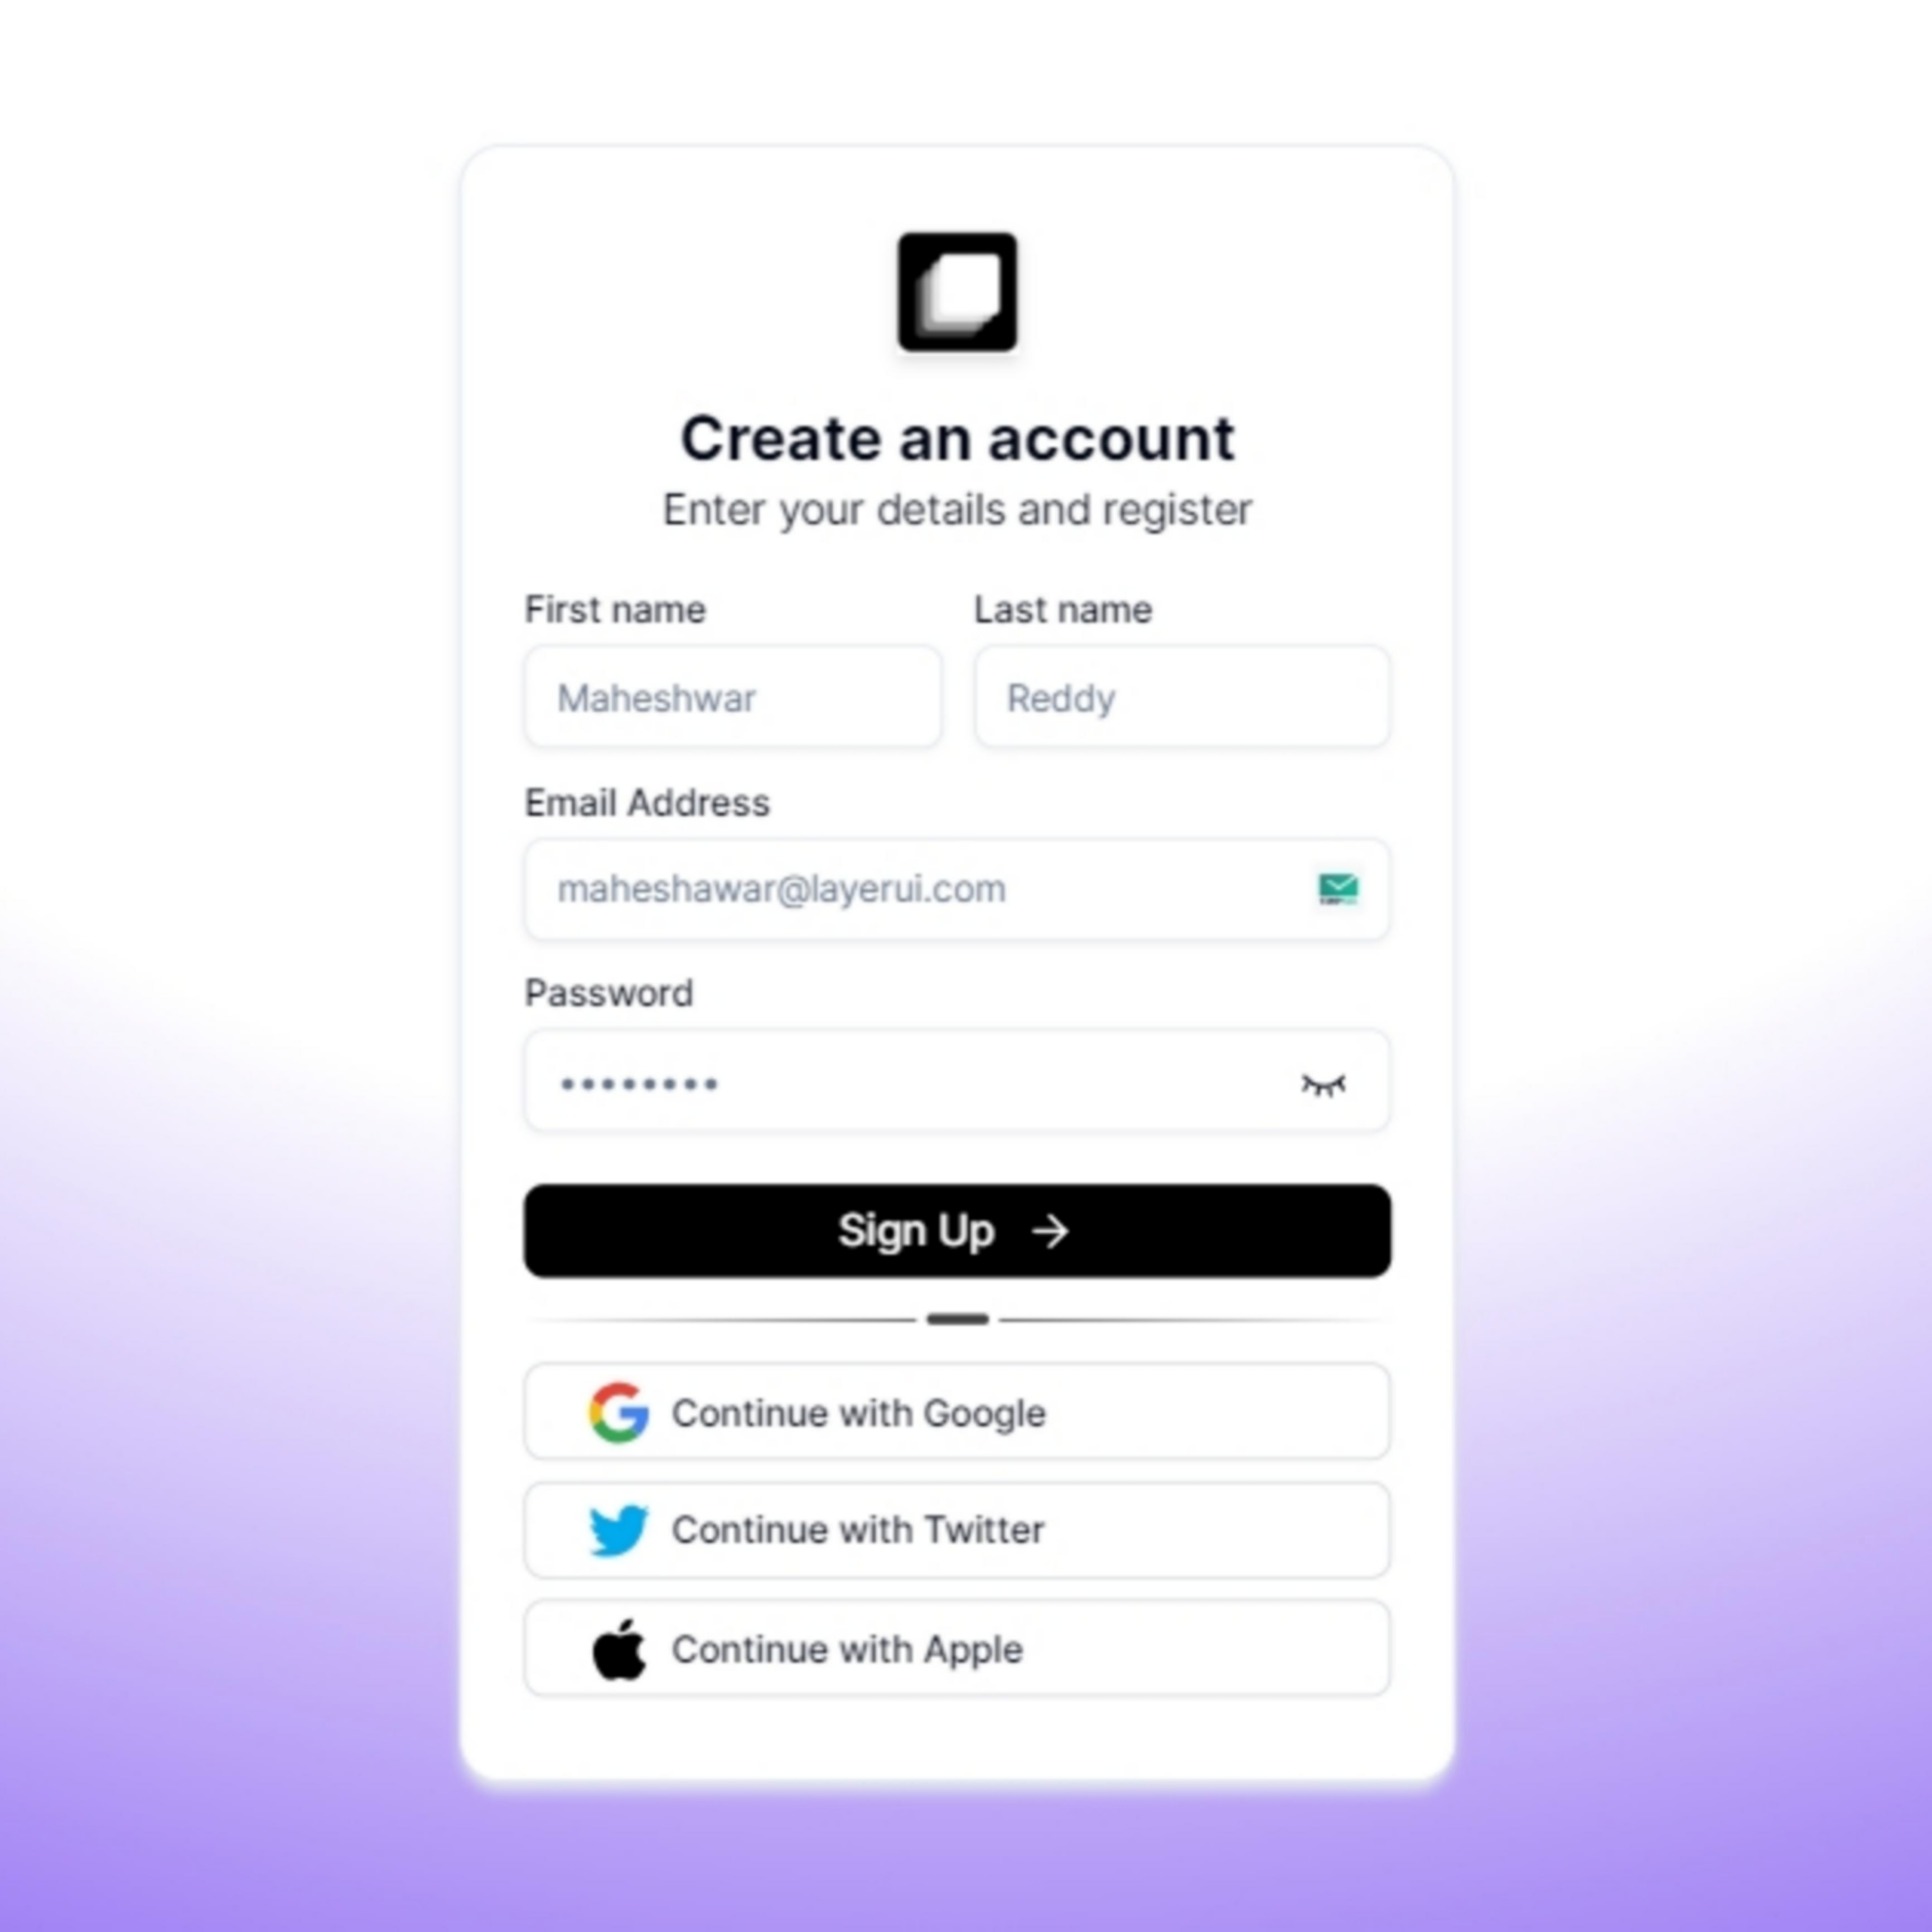 Create an account
Enter your details and register
First name
Last name
Maheshwar
Reddy
Email Address
maheshawar@layerui.com
Password
••••••••
Sign Up →
Continue with Google
Continue with Twitter
Continue with Apple